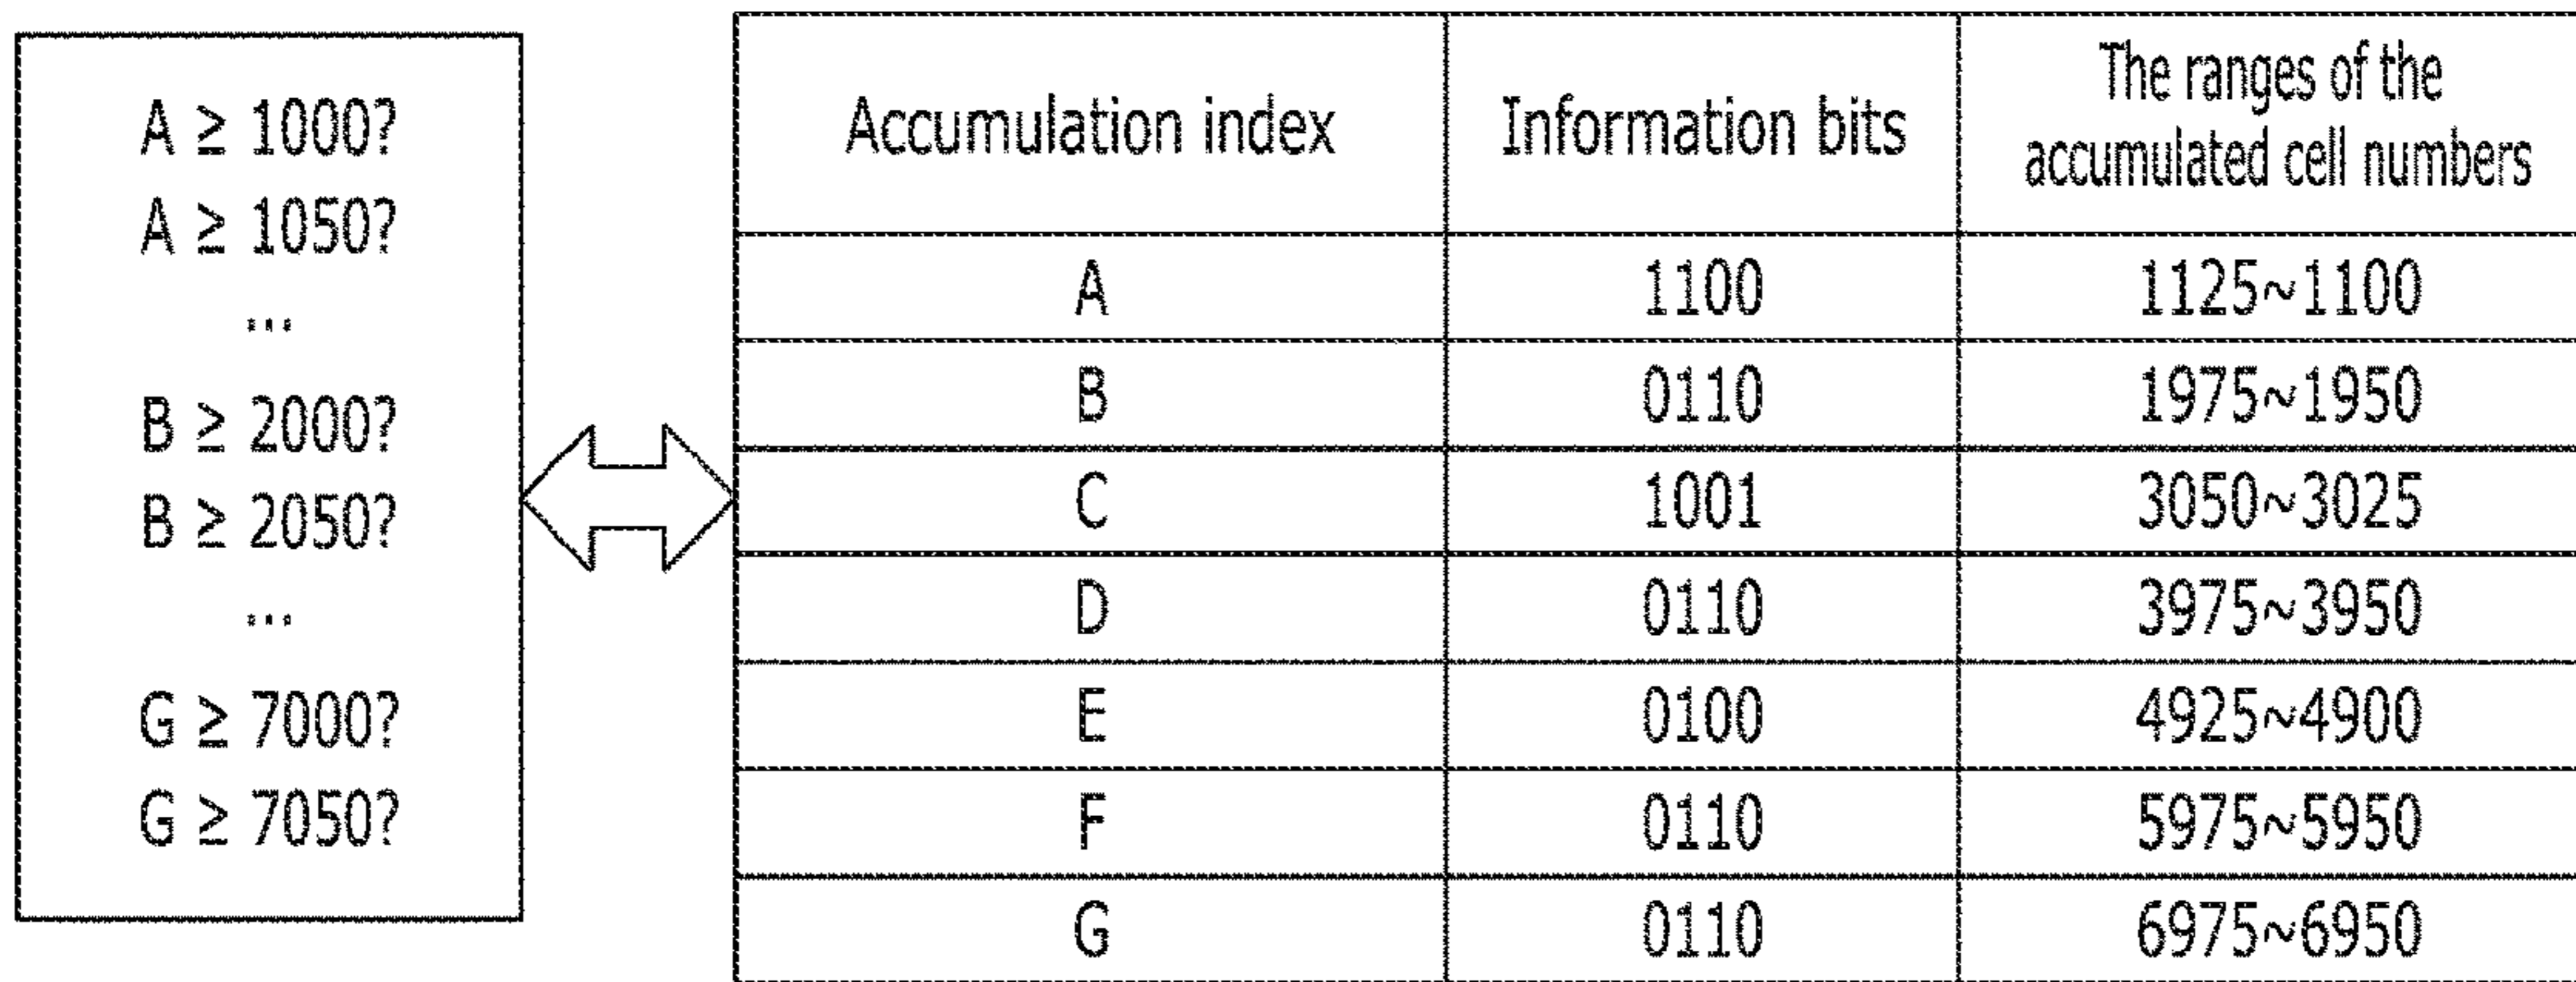 A ≥ 1000?
A ≥ 1050?
...
B ≥ 2000?
B ≥ 2050?
...
G ≥ 7000?
G ≥ 7050?
Accumulation index Information bits The ranges of the
accumulated cell numbers
A 1100 1125~1100
B 0110 1975~1950
C 1001 3050~3025
D 0110 3975~3950
E 0100 4925~4900
F 0110 5975~5950
G 0110 6975~6950